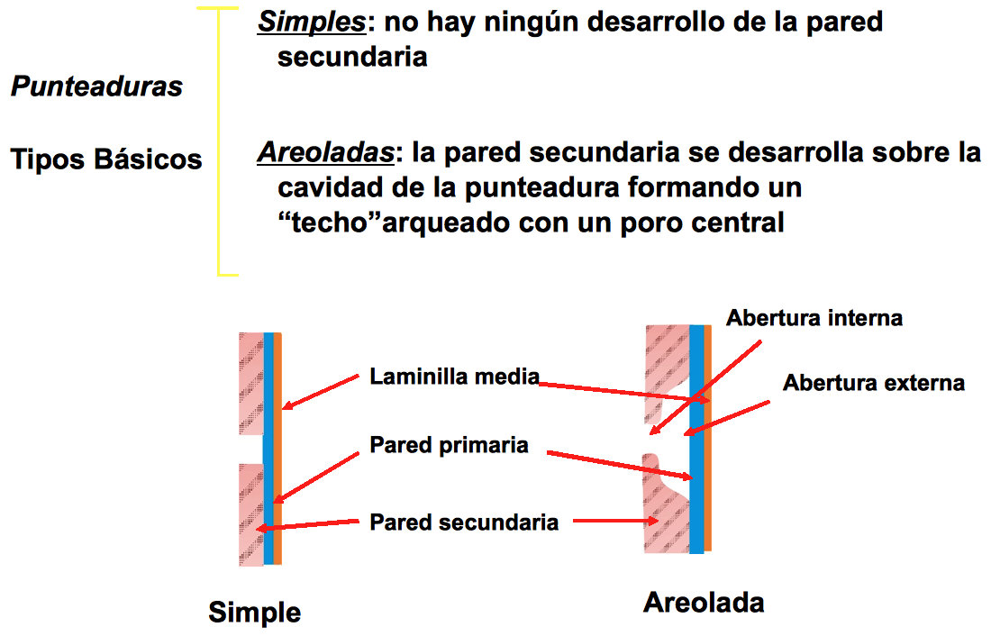 Simples: no hay ningún desarrollo de la pared
secundaria
Punteaduras
Tipos Básicos
Areoladas: la pared secundaria se desarrolla sobre la
cavidad de la punteadura formando un
“techo”arqueado con un poro central
Abertura interna
Laminilla media
Abertura externa
Pared primaria
Pared secundaria
Simple
Areolada